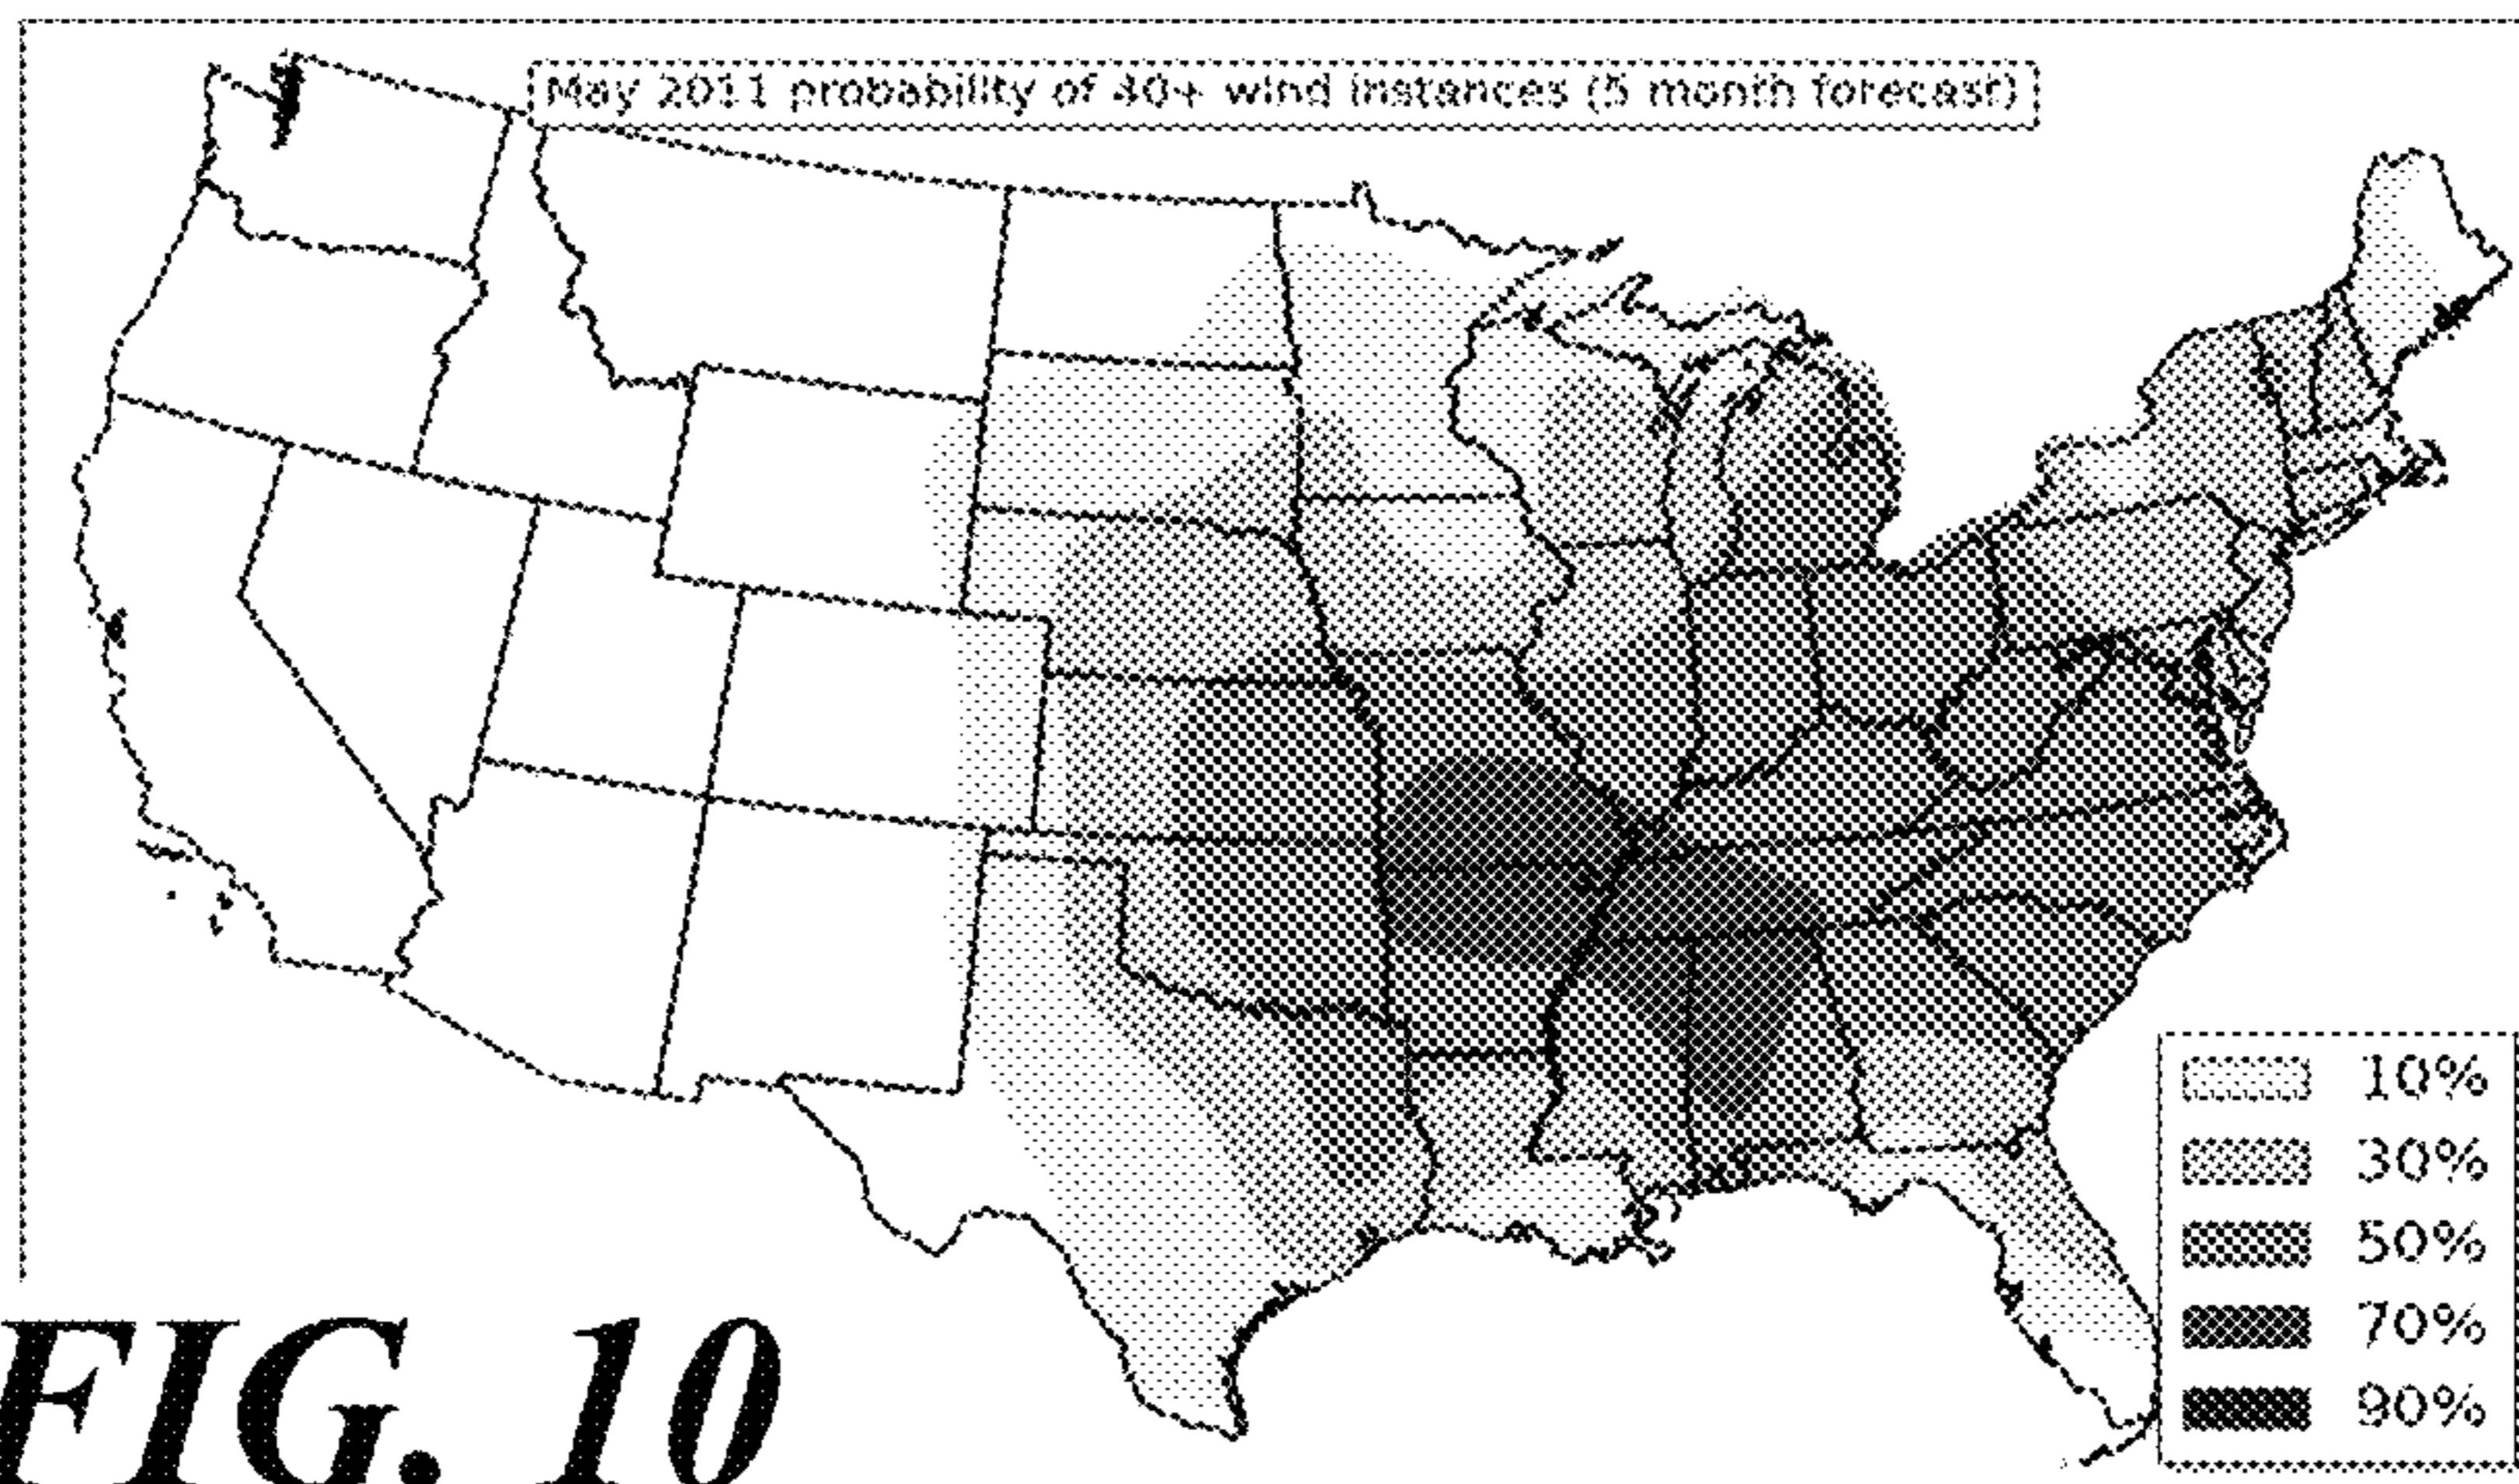 May 2011 probability of 40+ wind instances (5 month forecast)
10%
30%
50%
70%
90%
FIG. 10